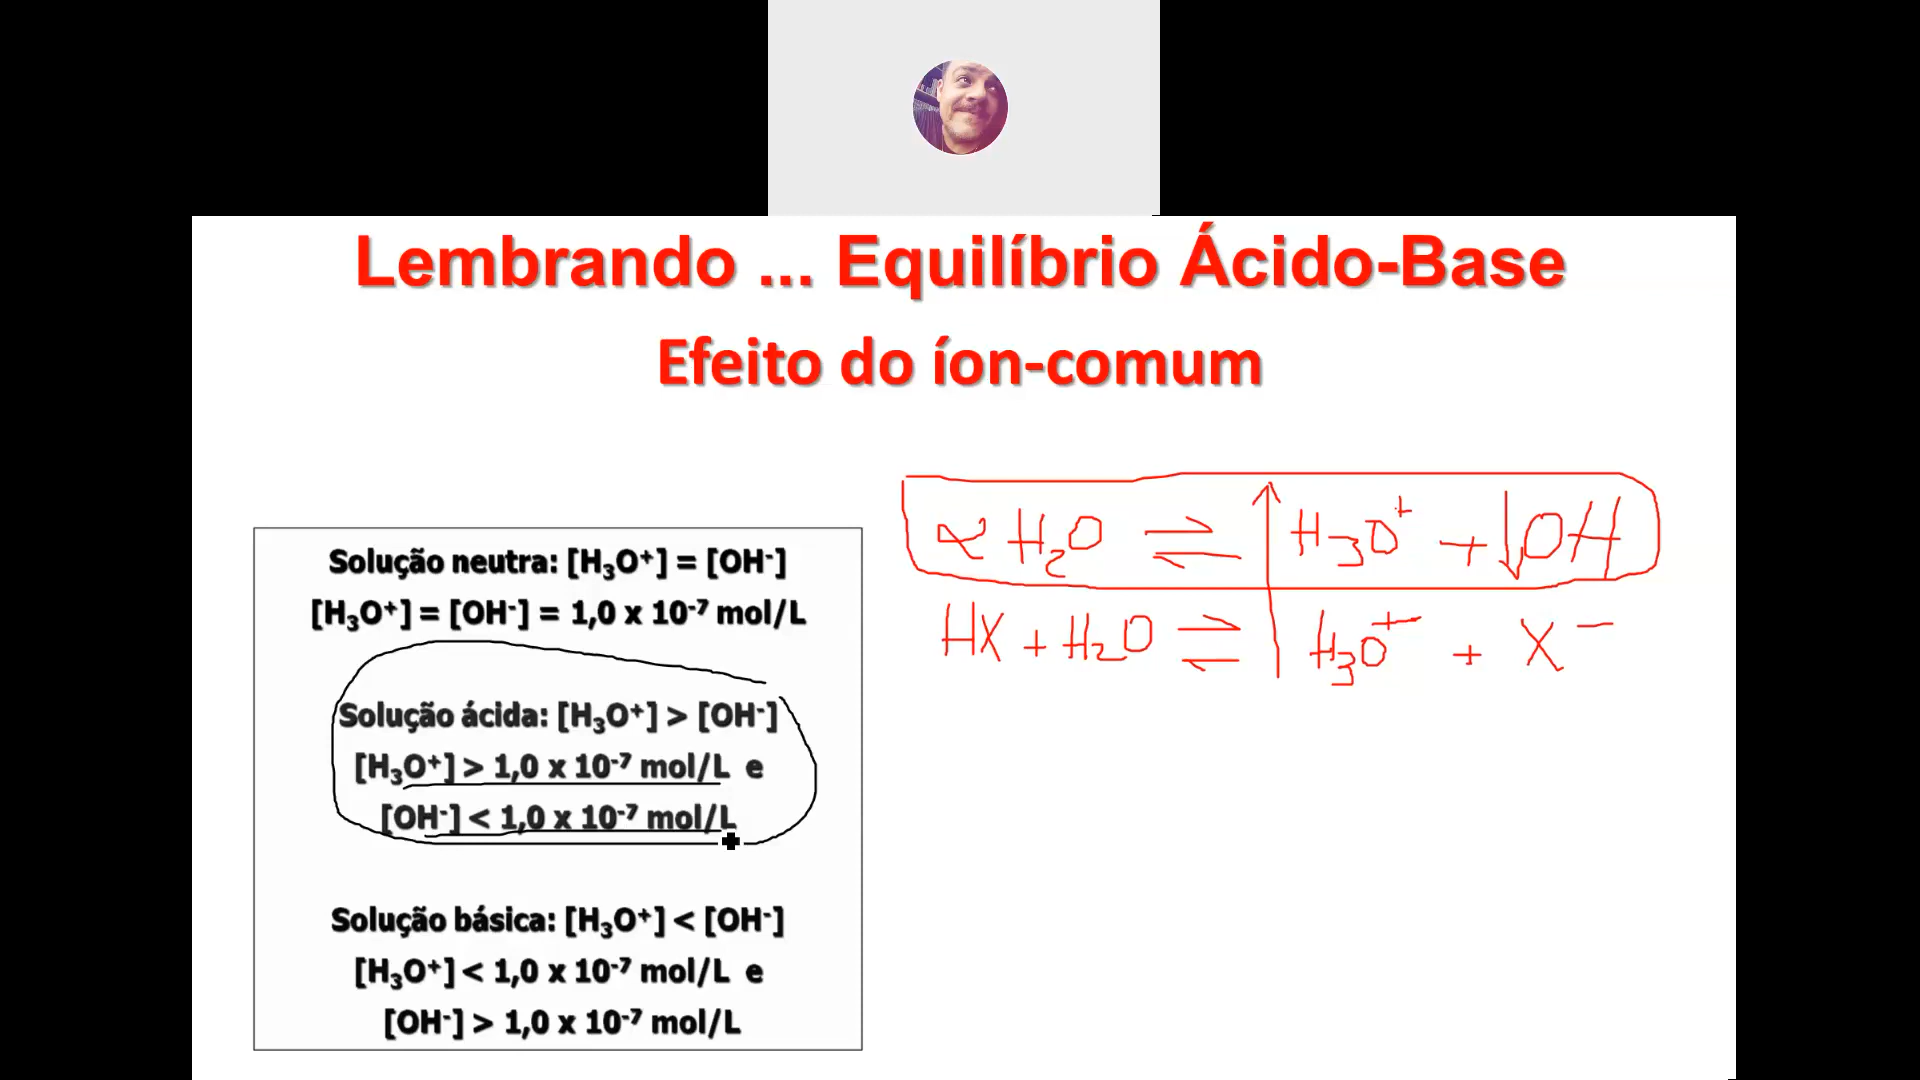 Lembrando ... Equilíbrio Ácido-Base
Efeito do íon-comum
Solução neutra: [H₃O⁺] = [OH⁻]
[H₃O⁺] = [OH⁻] = 1,0 x 10⁻⁷ mol/L
Solução ácida: [H₃O⁺] > [OH⁻]
[H₃O⁺] > 1,0 x 10⁻⁷ mol/L e
[OH⁻] < 1,0 x 10⁻⁷ mol/L
Solução básica: [H₃O⁺] < [OH⁻]
[H₃O⁺] < 1,0 x 10⁻⁷ mol/L e
[OH⁻] > 1,0 x 10⁻⁷ mol/L
2 H₂O ⇌ ↑ H₃O⁺ + ↓ OH
HX + H₂O ⇌ H₃O⁺ + X⁻